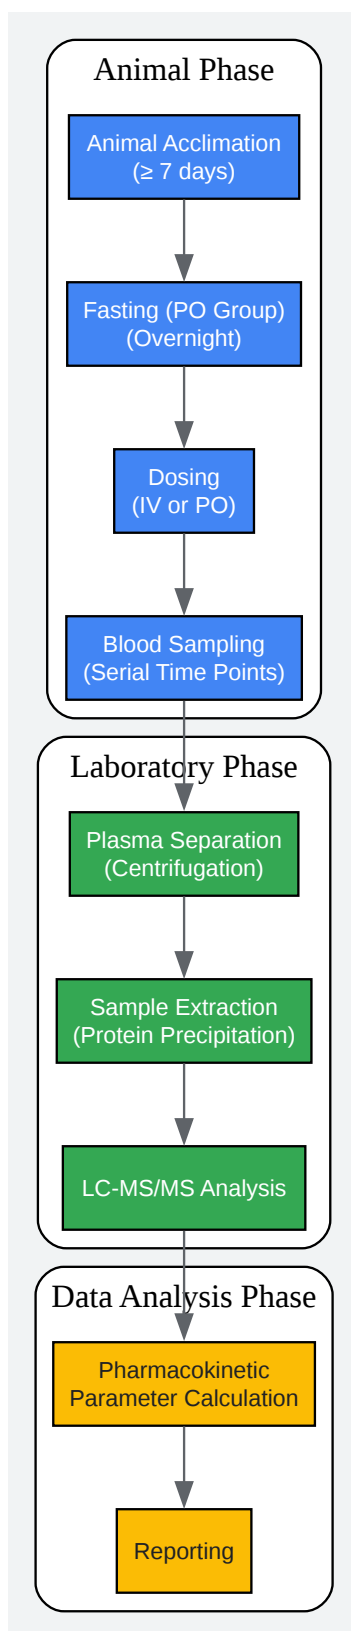 Animal Phase
Animal Acclimation
(≥ 7 days)
Fasting (PO Group)
(Overnight)
Dosing
(IV or PO)
Blood Sampling
(Serial Time Points)
Laboratory Phase
Plasma Separation
(Centrifugation)
Sample Extraction
(Protein Precipitation)
LC-MS/MS Analysis
Data Analysis Phase
Pharmacokinetic
Parameter Calculation
Reporting